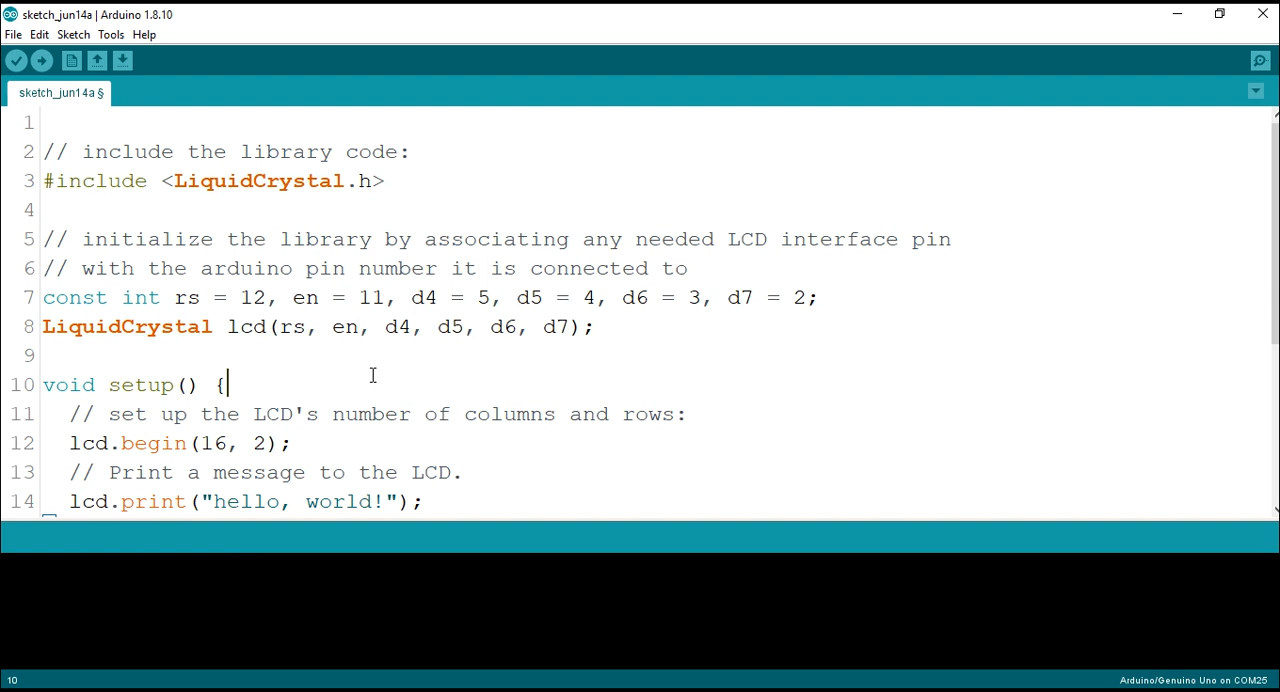 sketch_jun14a | Arduino 1.8.10
File Edit Sketch Tools Help
sketch_jun14a §
1
2 // include the library code:
3 #include <LiquidCrystal.h>
4
5 // initialize the library by associating any needed LCD interface pin
6 // with the arduino pin number it is connected to
7 const int rs = 12, en = 11, d4 = 5, d5 = 4, d6 = 3, d7 = 2;
8 LiquidCrystal lcd(rs, en, d4, d5, d6, d7);
9
10 void setup() {
11   // set up the LCD's number of columns and rows:
12   lcd.begin(16, 2);
13   // Print a message to the LCD.
14   lcd.print("hello, world!");
10 Arduino/Genuino Uno on COM25